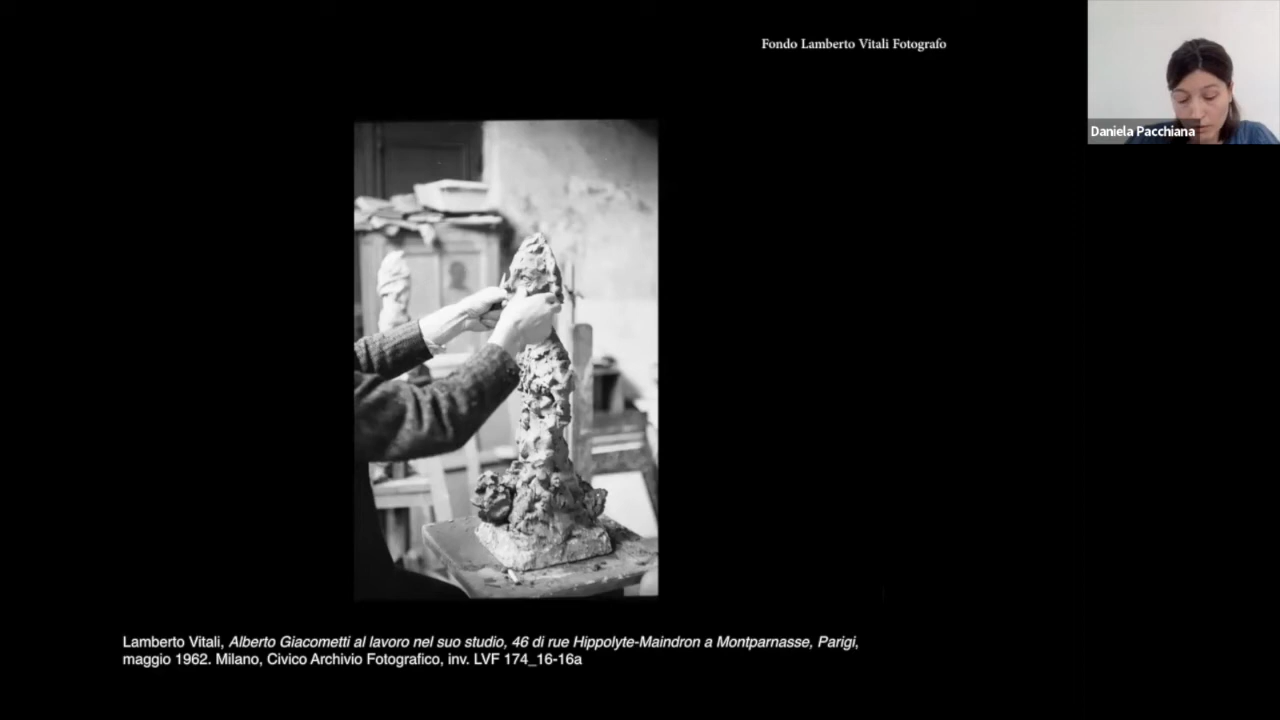 Fondo Lamberto Vitali Fotografo
Daniela Pacchiana
Lamberto Vitali, Alberto Giacometti al lavoro nel suo studio, 46 di rue Hippolyte-Maindron a Montparnasse, Parigi,
maggio 1962. Milano, Civico Archivio Fotografico, inv. LVF 174_16-16a